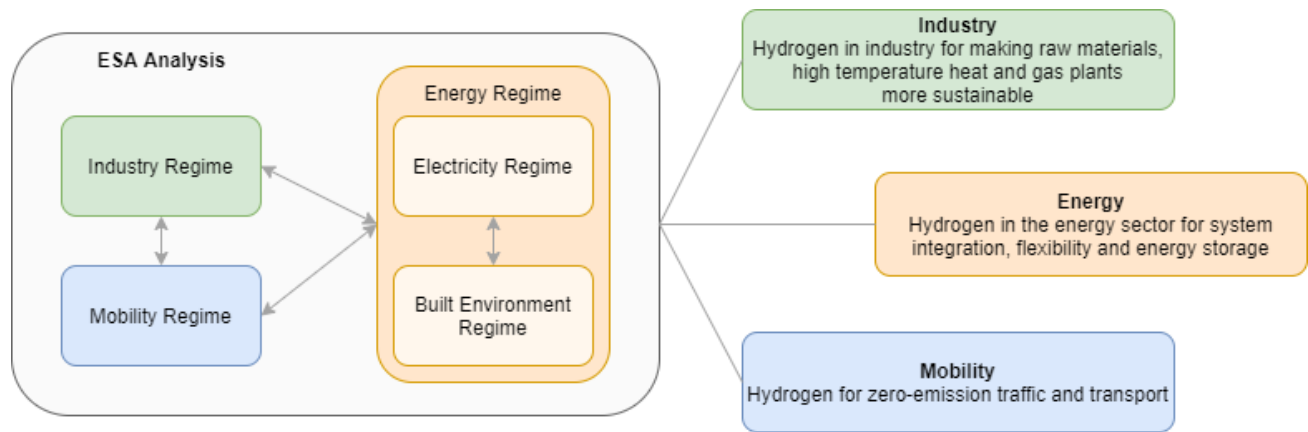 ESA Analysis
Industry Regime
Mobility Regime
Energy Regime
Electricity Regime
Built Environment
Regime
Industry
Hydrogen in industry for making raw materials,
high temperature heat and gas plants
more sustainable
Energy
Hydrogen in the energy sector for system
integration, flexibility and energy storage
Mobility
Hydrogen for zero-emission traffic and transport